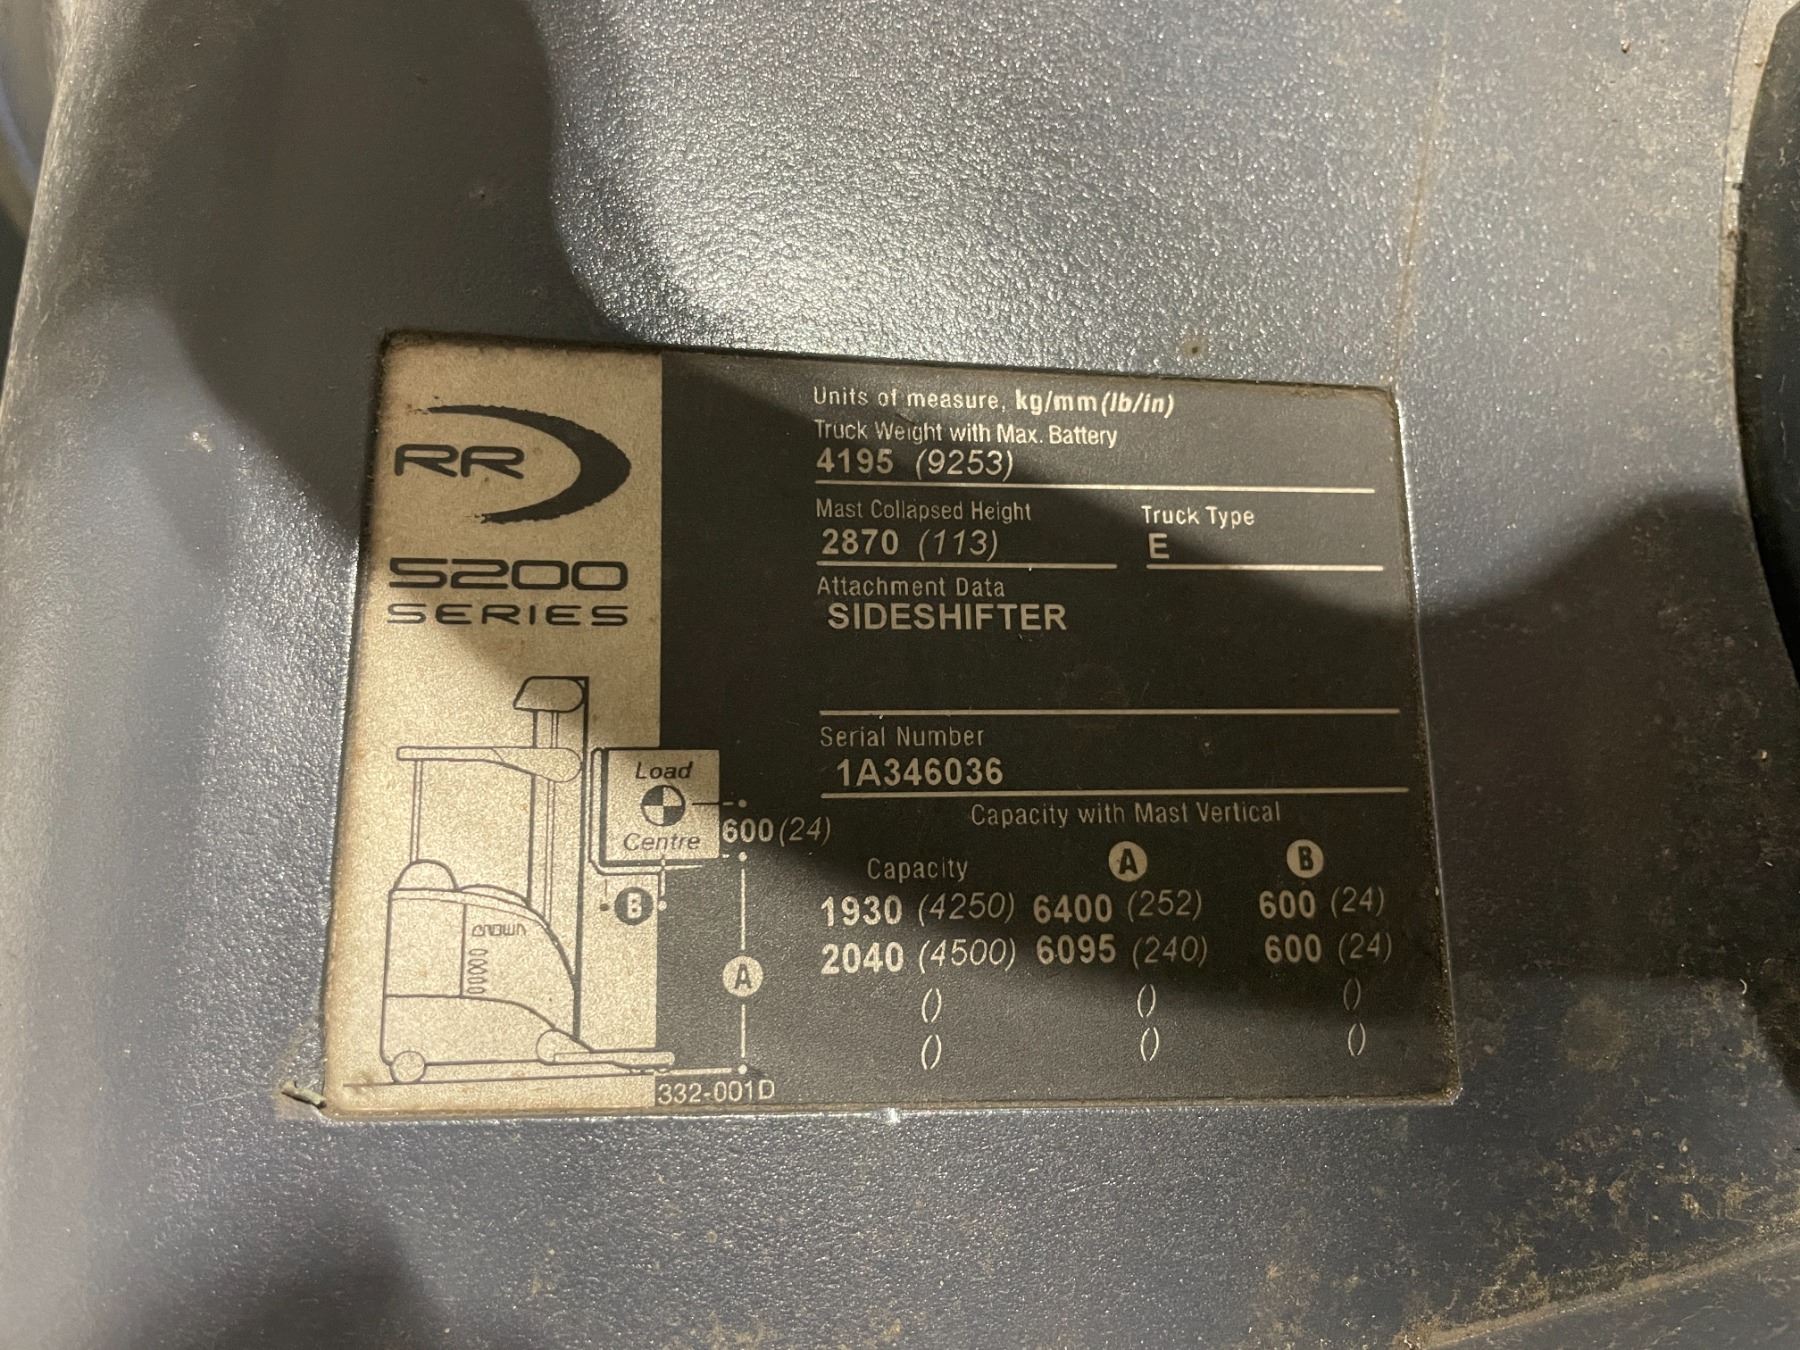 RR
5200
SERIES
Units of measure, kg/mm (lb/in)
Truck Weight with Max. Battery
4195 (9253)
Mast Collapsed Height Truck Type
2870 (113) E
Attachment Data
SIDESHIFTER
Serial Number
1A346036
Capacity with Mast Vertical
Load
Centre
600 (24)
B
A
CROWN
332-001D
Capacity A B
1930 (4250) 6400 (252) 600 (24)
2040 (4500) 6095 (240) 600 (24)
() () ()
() () ()